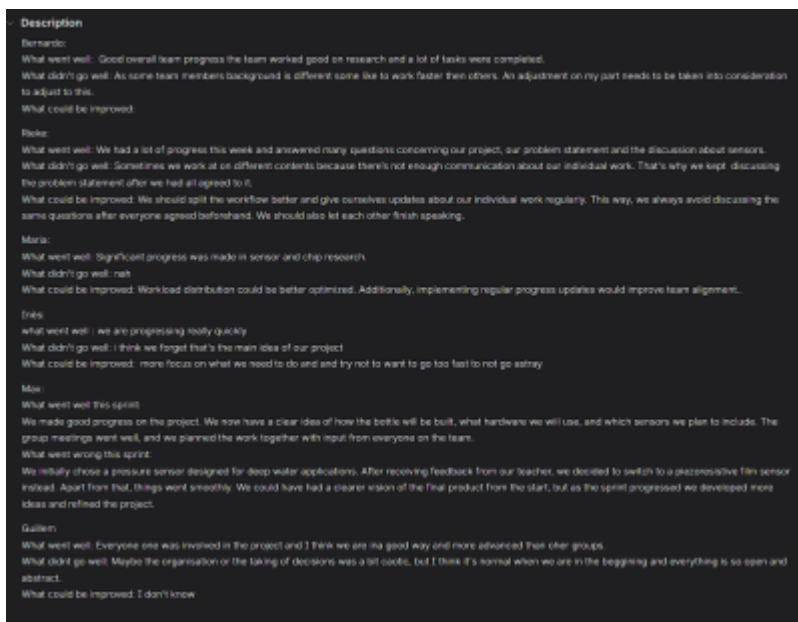 Description
Bernardo:
What went well: Good overall team progress the team worked good on research and a lot of tasks were completed.
What didn't go well: As some team members background is different some like to work faster then others. An adjustment on my part needs to be taken into consideration
to adjust to this.
What could be improved:
Rieke:
What went well: We had a lot of progress this week and answered many questions concerning our project, our problem statement and the discussion about sensors.
What didn't go well: Sometimes we work at on different contents because there's not enough communication about our individual work. That's why we kept discussing
the problem statement after we had all agreed to it.
What could be improved: We should split the workflow better and give ourselves updates about our individual work regularly. This way, we always avoid discussing the
same questions after everyone agreed beforehand. We should also let each other finish speaking.
Maria:
What went well: Significant progress was made in sensor and chip research.
What didn't go well: nah
What could be improved: Workload distribution could be better optimized. Additionally, implementing regular progress updates would improve team alignment..
Inés:
what went well : we are progressing really quickly
What didn't go well: i think we forget that's the main idea of our project
What could be improved: more focus on what we need to do and and try not to want to go too fast to not go astray
Max:
What went well this sprint:
We made good progress on the project. We now have a clear idea of how the bottle will be built, what hardware we will use, and which sensors we plan to include. The
group meetings went well, and we planned the work together with input from everyone on the team.
What went wrong this sprint:
We initially chose a pressure sensor designed for deep water applications. After receiving feedback from our teacher, we decided to switch to a piezoresistive film sensor
instead. Apart from that, things went smoothly. We could have had a clearer vision of the final product from the start, but as the sprint progressed we developed more
ideas and refined the project.
Guillem:
What went well: Everyone one was involved in the project and I think we are ina good way and more advanced than oher groups.
What didnt go well: Maybe the organisation or the taking of decisions was a bit caotic, but I think it's normal when we are in the beggining and everything is so open and
abstract.
What could be improved: I don't know